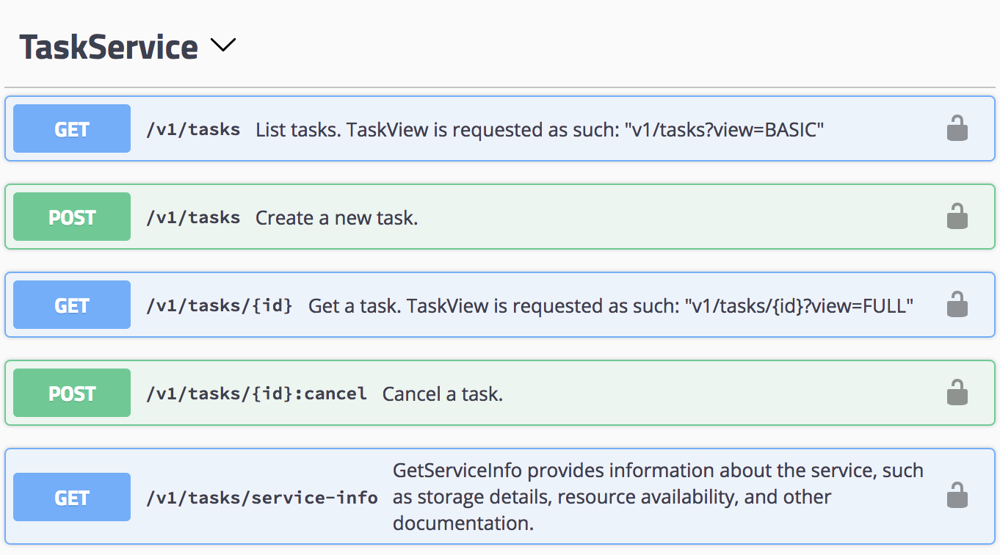 TaskService
GET /v1/tasks List tasks. TaskView is requested as such: "v1/tasks?view=BASIC"
POST /v1/tasks Create a new task.
GET /v1/tasks/{id} Get a task. TaskView is requested as such: "v1/tasks/{id}?view=FULL"
POST /v1/tasks/{id}:cancel Cancel a task.
GET /v1/tasks/service-info GetServiceInfo provides information about the service, such
as storage details, resource availability, and other
documentation.